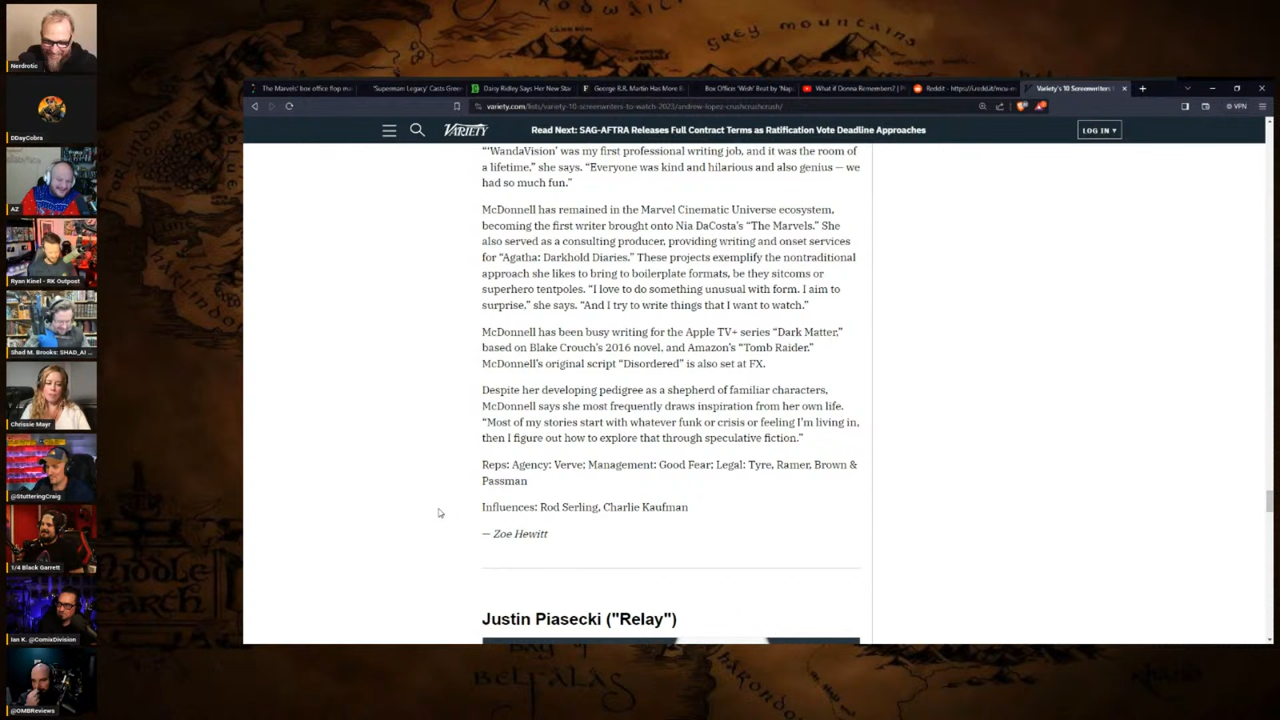 Nerdrotic
DDayCobra
AZ
Ryan Kinel - RK Outpost
Shad M. Brooks: SHAD_AI ...
Chrissie Mayr
@StutteringCraig
1/4 Black Garrett
Ian K. @ComixDivision
@OMBReviews
GREY MOUNTAINS
The Marvels' box office flop ma
'Superman: Legacy' Casts Green
Daisy Ridley Says Her New Star
George R.R. Martin Has More B
Box Office: 'Wish' Beat by 'Nap
What if Donna Remembers? | 
Reddit - https://i.redd.it/mcu-m
Variety's 10 Screenwriters t
variety.com/lists/variety-10-screenwriters-to-watch-2023/andrew-lopez-crushcrushcrush/
VPN
VARIETY
Read Next: SAG-AFTRA Releases Full Contract Terms as Ratification Vote Deadline Approaches
LOG IN
“‘WandaVision’ was my first professional writing job, and it was the room of
a lifetime,” she says. “Everyone was kind and hilarious and also genius — we
had so much fun.”
McDonnell has remained in the Marvel Cinematic Universe ecosystem,
becoming the first writer brought onto Nia DaCosta’s “The Marvels.” She
also served as a consulting producer, providing writing and onset services
for “Agatha: Darkhold Diaries.” These projects exemplify the nontraditional
approach she likes to bring to boilerplate formats, be they sitcoms or
superhero tentpoles. “I love to do something unusual with form. I aim to
surprise,” she says. “And I try to write things that I want to watch.”
McDonnell has been busy writing for the Apple TV+ series “Dark Matter,”
based on Blake Crouch’s 2016 novel, and Amazon’s “Tomb Raider.”
McDonnell’s original script “Disordered” is also set at FX.
Despite her developing pedigree as a shepherd of familiar characters,
McDonnell says she most frequently draws inspiration from her own life.
“Most of my stories start with whatever funk or crisis or feeling I’m living in,
then I figure out how to explore that through speculative fiction.”
Reps: Agency: Verve; Management: Good Fear; Legal: Tyre, Ramer, Brown &
Passman
Influences: Rod Serling, Charlie Kaufman
— Zoe Hewitt
Justin Piasecki ("Relay")
MIDDLE
EARTH
BAY of
BELFALAS